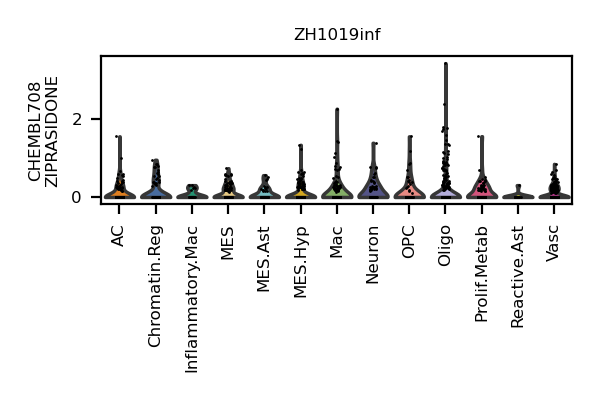 ZH1019inf
CHEMBL708
ZIPRASIDONE
2
0
AC
Chromatin.Reg
Inflammatory.Mac
MES
MES.Ast
MES.Hyp
Mac
Neuron
OPC
Oligo
Prolif.Metab
Reactive.Ast
Vasc